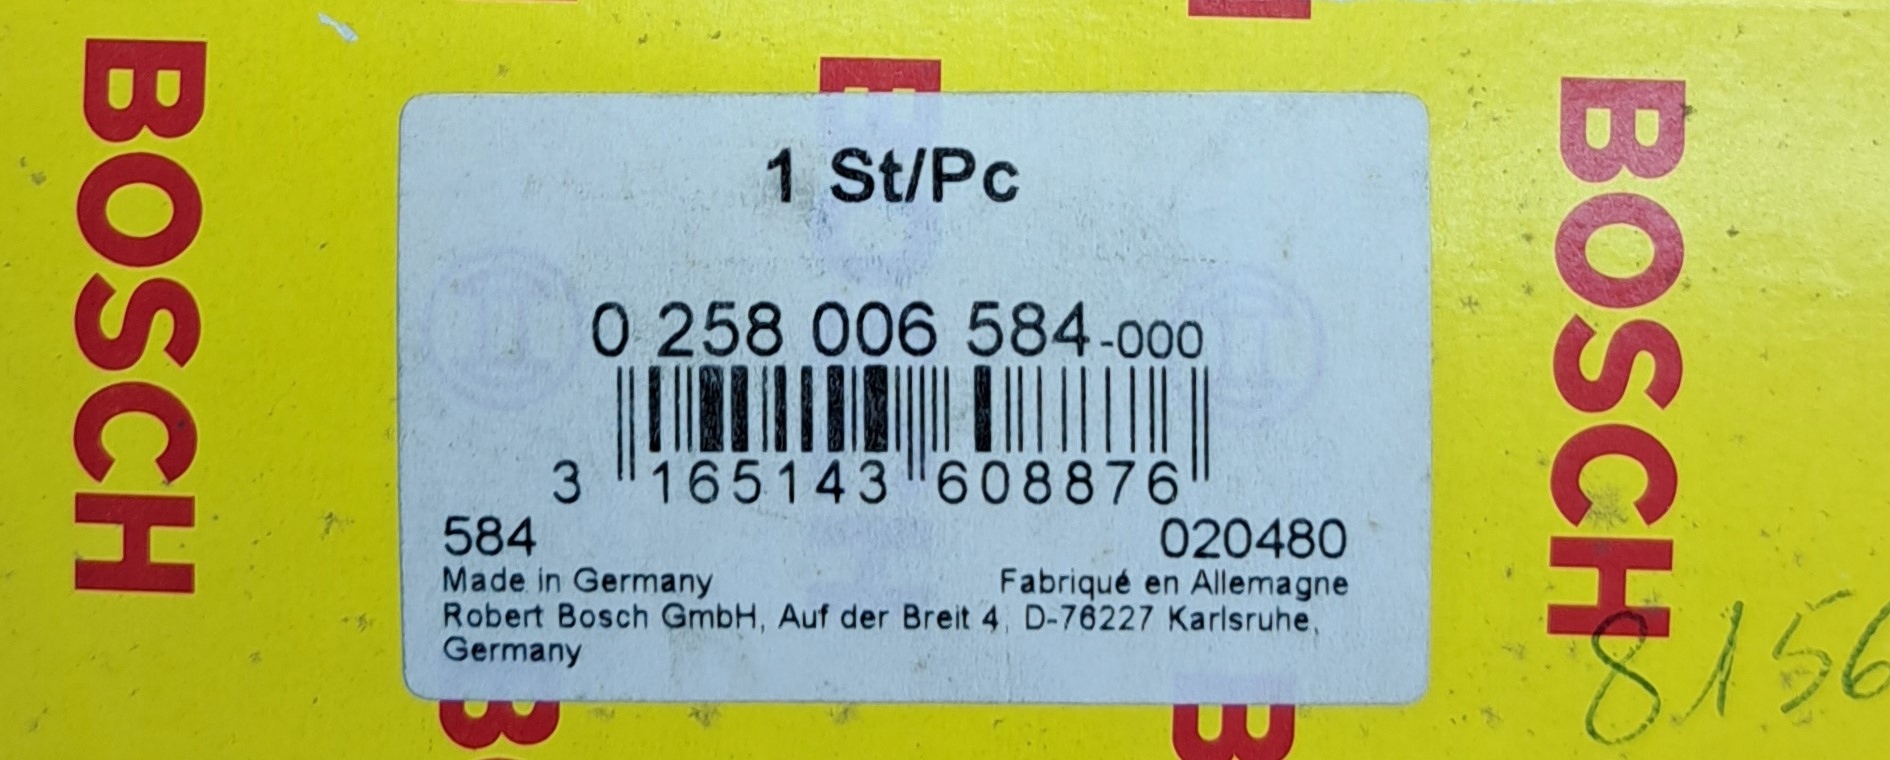 BOSCH
1 St/Pc
0 258 006 584-000
3 165143 608876
584 020480
Made in Germany Fabriqué en Allemagne
Robert Bosch GmbH, Auf der Breit 4, D-76227 Karlsruhe,
Germany
BOSCH
8156